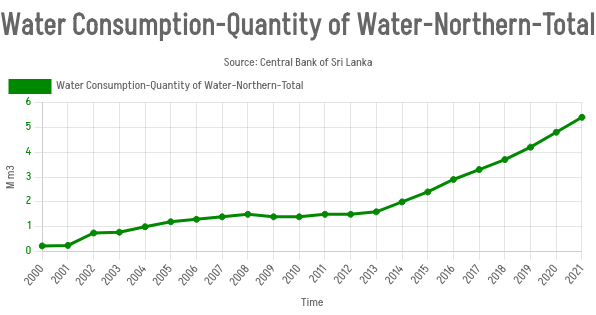 Water Consumption-Quantity of Water-Northern-Total
Source: Central Bank of Sri Lanka
Water Consumption-Quantity of Water-Northern-Total
6
5
4
3
2
1
0
M m3
2000 2001 2002 2003 2004 2005 2006 2007 2008 2009 2010 2011 2012 2013 2014 2015 2016 2017 2018 2019 2020 2021
Time